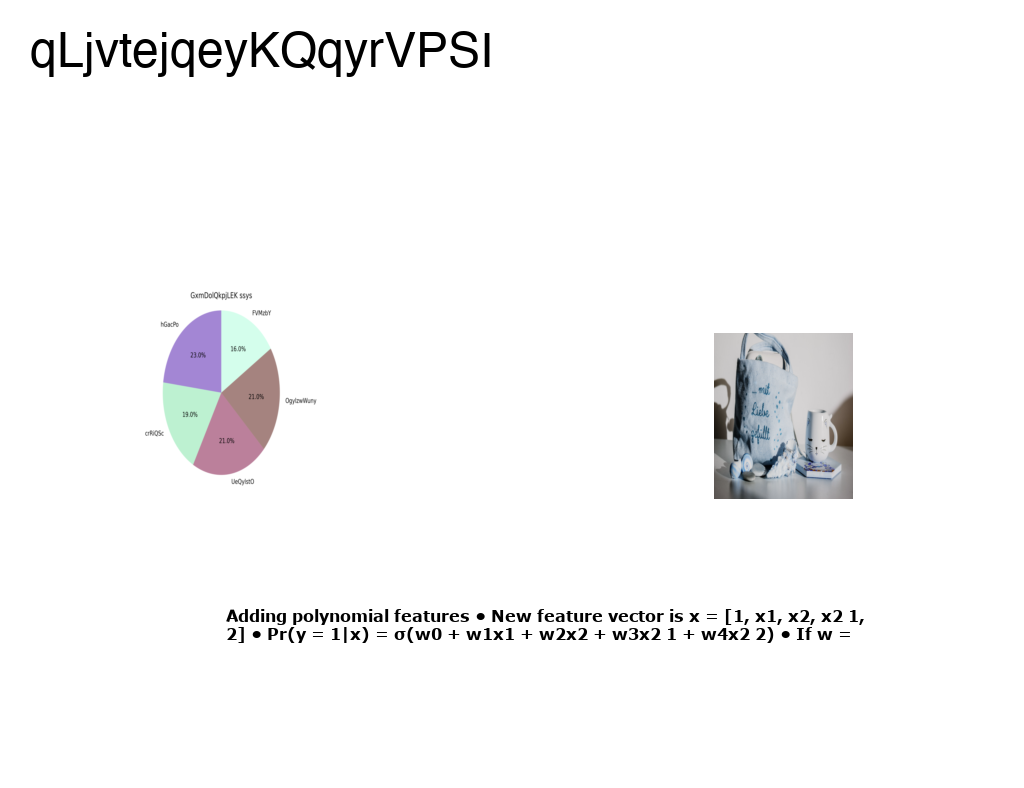 qLjvtejqeyKQqyrVPSI
GxmDolQkpjLEK ssys
FVMzbY
hGacPo
16.0%
23.0%
21.0%
OgyIzwWuny
19.0%
crRiQSc
21.0%
UeQyIstO
... mit
Liebe
gefüllt
Adding polynomial features • New feature vector is x = [1, x1, x2, x2 1,
2] • Pr(y = 1|x) = σ(w0 + w1x1 + w2x2 + w3x2 1 + w4x2 2) • If w =